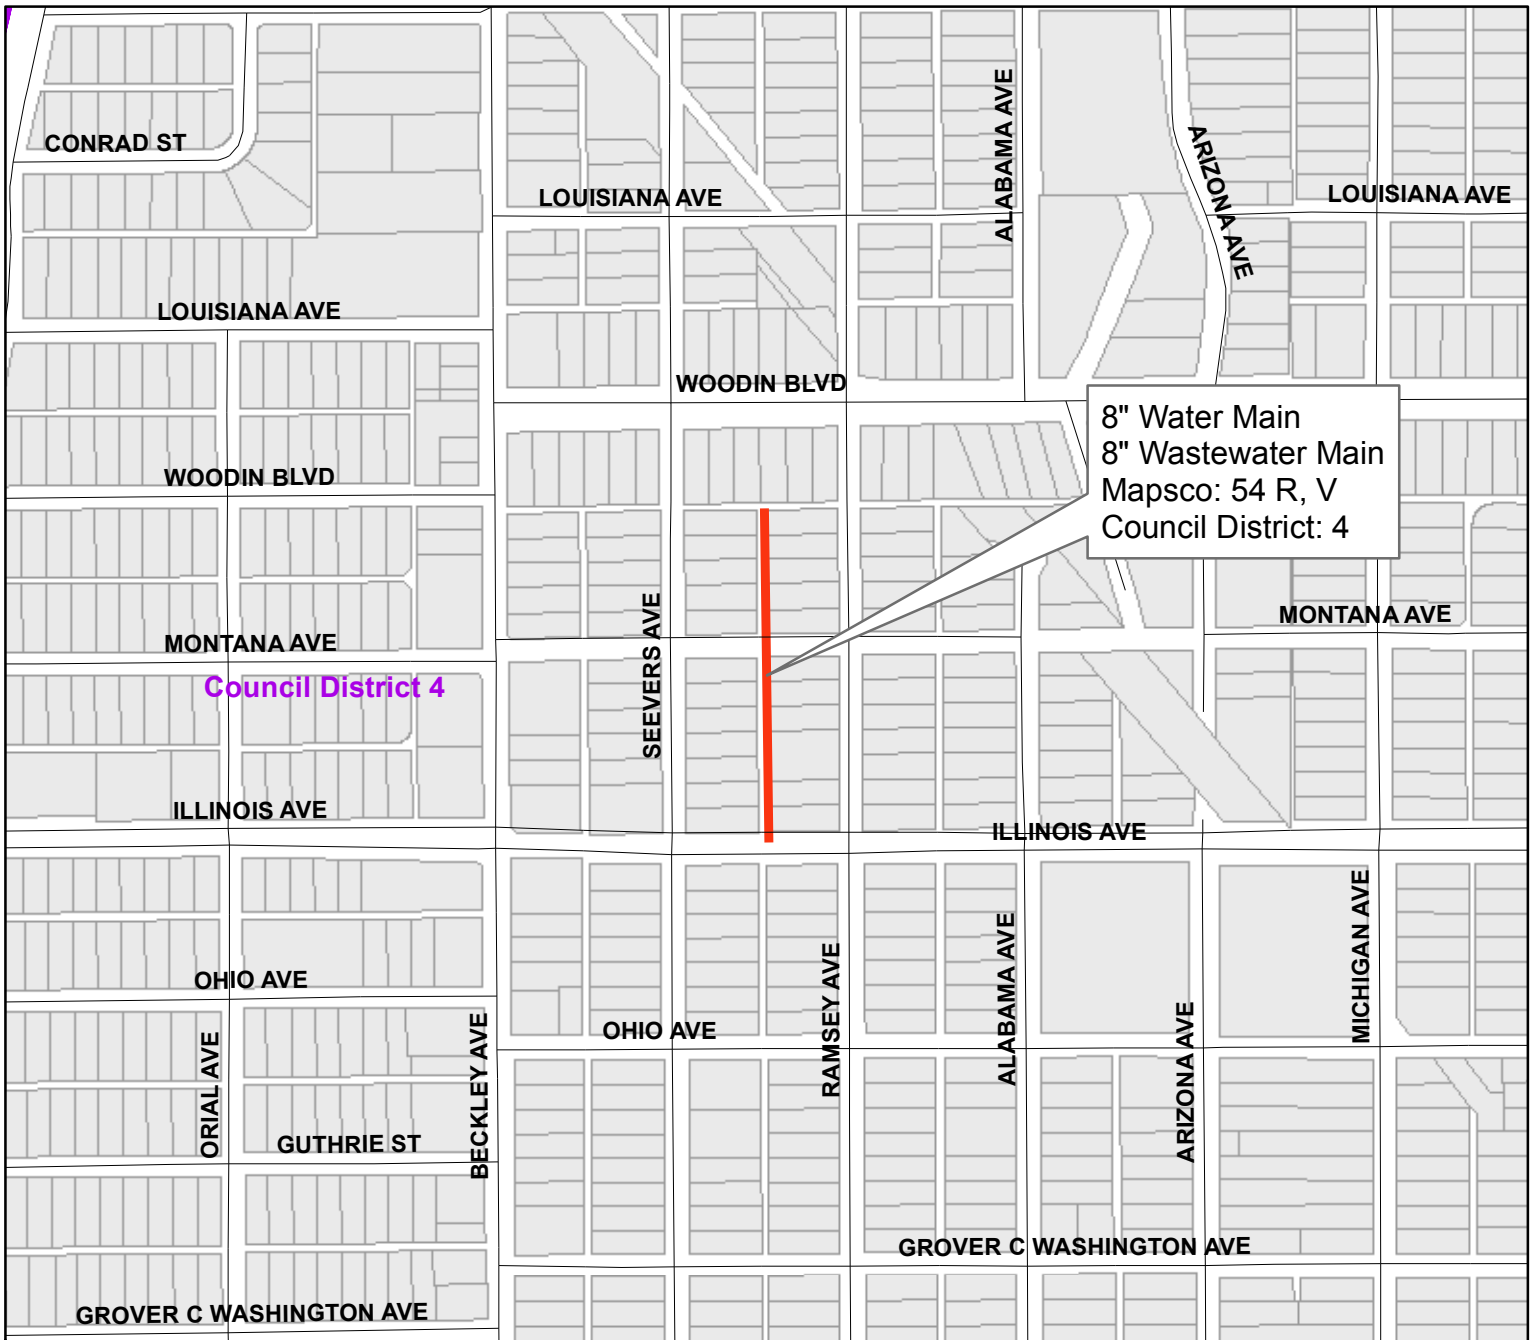 CONRAD ST
ALABAMA AVE
ARIZONA AVE
LOUISIANA AVE
LOUISIANA AVE
ARIZONA AVE
LOUISIANA AVE
WOODIN BLVD
8" Water Main
8" Wastewater Main
Mapsco: 54 R, V
Council District: 4
WOODIN BLVD
SEEVERS AVE
MONTANA AVE
MONTANA AVE
Council District 4
ILLINOIS AVE
ILLINOIS AVE
MICHIGAN AVE
OHIO AVE
OHIO AVE
RAMSEY AVE
ALABAMA AVE
ARIZONA AVE
ORIAL AVE
BECKLEY AVE
GUTHRIE ST
GROVER C WASHINGTON AVE
GROVER C WASHINGTON AVE